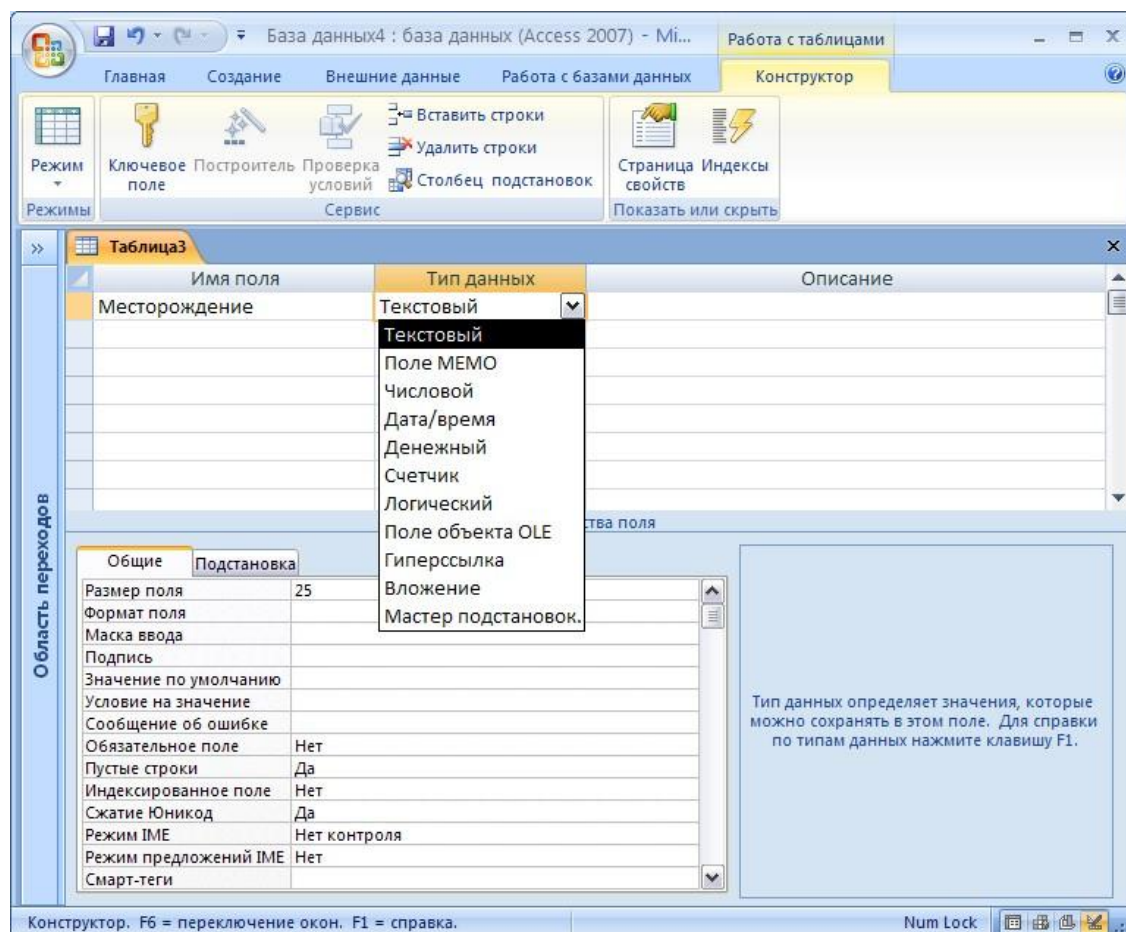 База данных4 : база данных (Access 2007) - Mi...
Работа с таблицами
Главная Создание Внешние данные Работа с базами данных Конструктор
Режим
Ключевое поле
Построитель
Проверка условий
Вставить строки
Удалить строки
Столбец подстановок
Страница свойств
Индексы
Режимы Сервис Показать или скрыть
Таблица3
Имя поля Тип данных Описание
Месторождение Текстовый
Текстовый
Поле МЕМО
Числовой
Дата/время
Денежный
Счетчик
Логический
Поле объекта OLE
Гиперссылка
Вложение
Мастер подстановок.
тва поля
Область переходов
Общие Подстановка
Размер поля 25
Формат поля
Маска ввода
Подпись
Значение по умолчанию
Условие на значение
Сообщение об ошибке
Обязательное поле Нет
Пустые строки Да
Индексированное поле Нет
Сжатие Юникод Да
Режим IME Нет контроля
Режим предложений IME Нет
Смарт-теги
Тип данных определяет значения, которые
можно сохранять в этом поле. Для справки
по типам данных нажмите клавишу F1.
Конструктор. F6 = переключение окон. F1 = справка. Num Lock